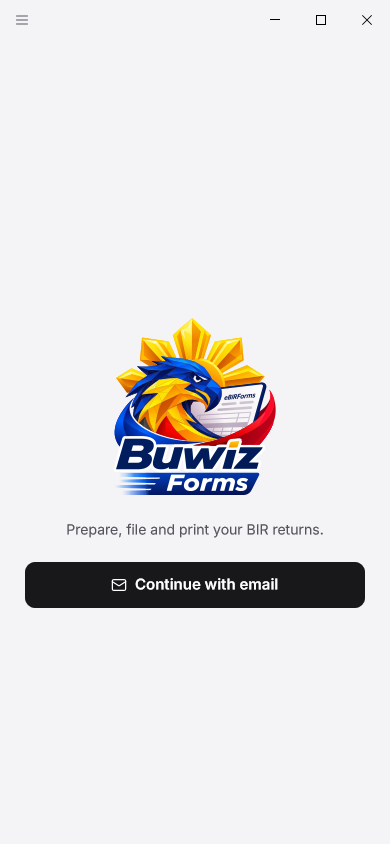 eBIRForms
Buwiz
Forms
Prepare, file and print your BIR returns.
Continue with email